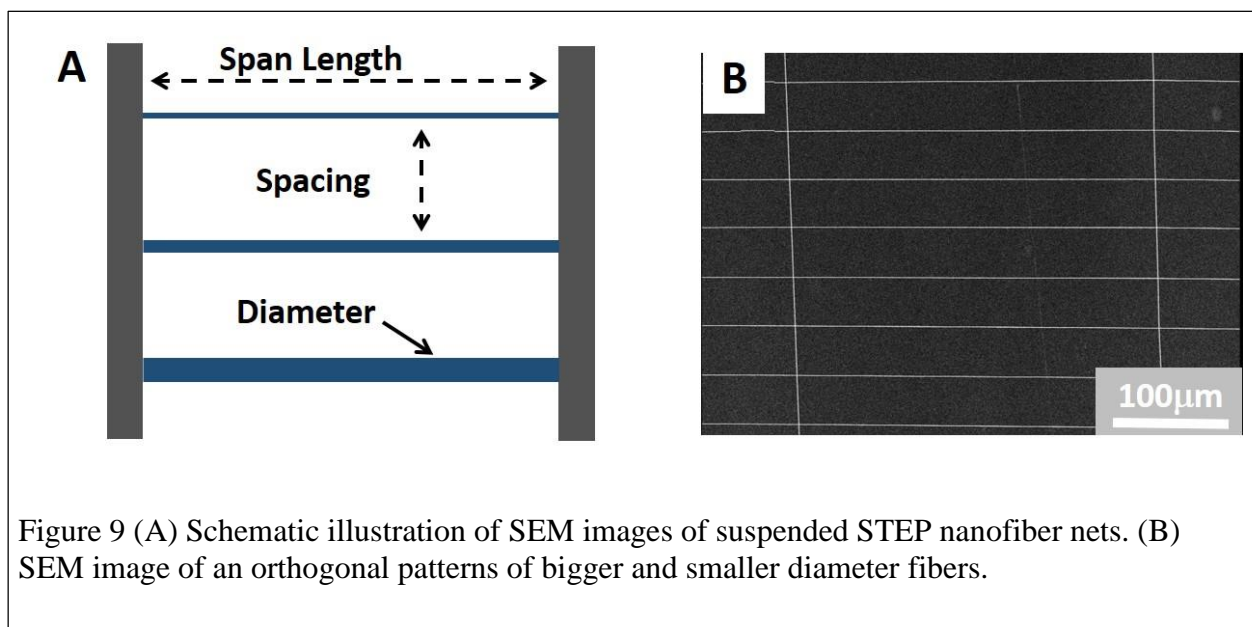 A
Span Length
Spacing
Diameter
B
100μm
Figure 9 (A) Schematic illustration of SEM images of suspended STEP nanofiber nets. (B)
SEM image of an orthogonal patterns of bigger and smaller diameter fibers.